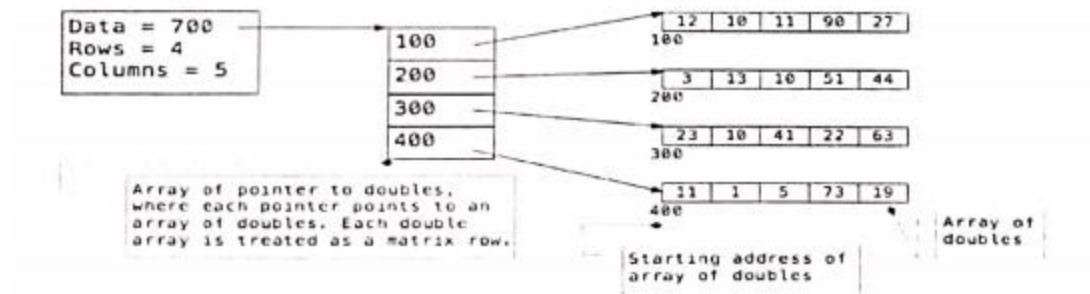 Data = 700
Rows = 4
Columns = 5
100
200
300
400
12 10 11 90 27
100
3 13 10 51 44
200
23 10 41 22 63
300
11 1 5 73 19
400
Array of pointer to doubles,
where each pointer points to an
array of doubles. Each double
array is treated as a matrix row.
Array of
doubles
Starting address of
array of doubles